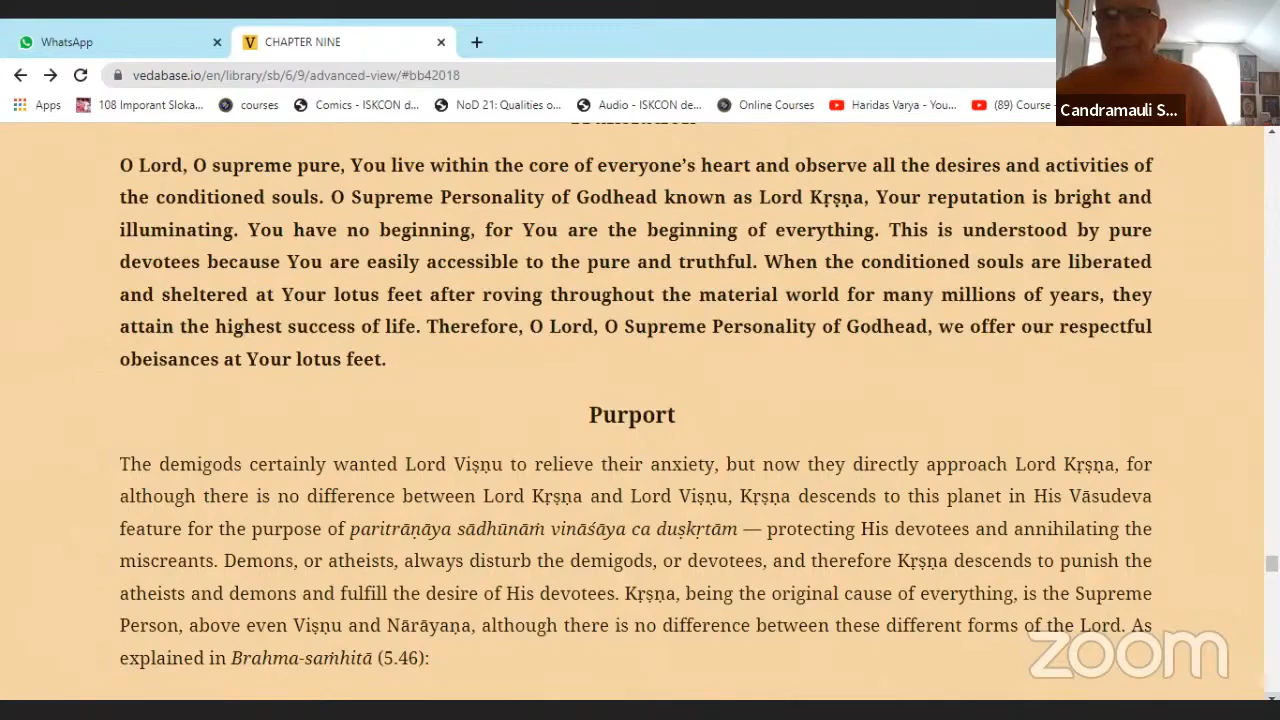 WhatsApp
CHAPTER NINE
vedabase.io/en/library/sb/6/9/advanced-view/#bb42018
Apps 108 Imporant Sloka... courses Comics - ISKCON d... NoD 21: Qualities o... Audio - ISKCON de... Online Courses Haridas Varya - You... (89) Course -
Candramauli S...
O Lord, O supreme pure, You live within the core of everyone's heart and observe all the desires and activities of
the conditioned souls. O Supreme Personality of Godhead known as Lord Kṛṣṇa, Your reputation is bright and
illuminating. You have no beginning, for You are the beginning of everything. This is understood by pure
devotees because You are easily accessible to the pure and truthful. When the conditioned souls are liberated
and sheltered at Your lotus feet after roving throughout the material world for many millions of years, they
attain the highest success of life. Therefore, O Lord, O Supreme Personality of Godhead, we offer our respectful
obeisances at Your lotus feet.
Purport
The demigods certainly wanted Lord Viṣṇu to relieve their anxiety, but now they directly approach Lord Kṛṣṇa, for
although there is no difference between Lord Kṛṣṇa and Lord Viṣṇu, Kṛṣṇa descends to this planet in His Vāsudeva
feature for the purpose of paritrāṇāya sādhūnāṁ vināśāya ca duṣkṛtām — protecting His devotees and annihilating the
miscreants. Demons, or atheists, always disturb the demigods, or devotees, and therefore Kṛṣṇa descends to punish the
atheists and demons and fulfill the desire of His devotees. Kṛṣṇa, being the original cause of everything, is the Supreme
Person, above even Viṣṇu and Nārāyaṇa, although there is no difference between these different forms of the Lord. As
explained in Brahma-saṁhitā (5.46):
zoom